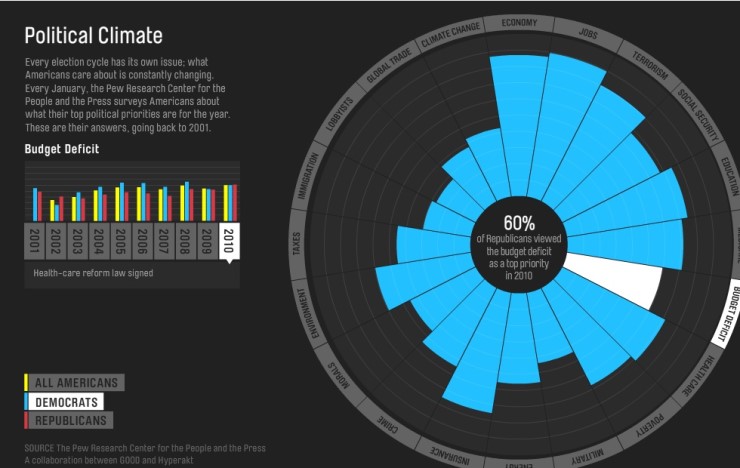 Political Climate
Every election cycle has its own issue; what
Americans care about is constantly changing.
Every January, the Pew Research Center for the
People and the Press surveys Americans about
what their top political priorities are for the year.
These are their answers, going back to 2001.
Budget Deficit
2001 2002 2003 2004 2005 2006 2007 2008 2009 2010
Health-care reform law signed
ALL AMERICANS
DEMOCRATS
REPUBLICANS
SOURCE The Pew Research Center for the People and the Press
A collaboration between GOOD and Hyperakt
ECONOMY
JOBS
TERRORISM
SOCIAL SECURITY
EDUCATION
BUDGET DEFICIT
HEALTH CARE
POVERTY
MILITARY
ENERGY
INSURANCE
CRIME
MORALS
ENVIRONMENT
TAXES
IMMIGRATION
LOBBYISTS
GLOBAL TRADE
CLIMATE CHANGE
60%
of Republicans viewed
the budget deficit
as a top priority
in 2010